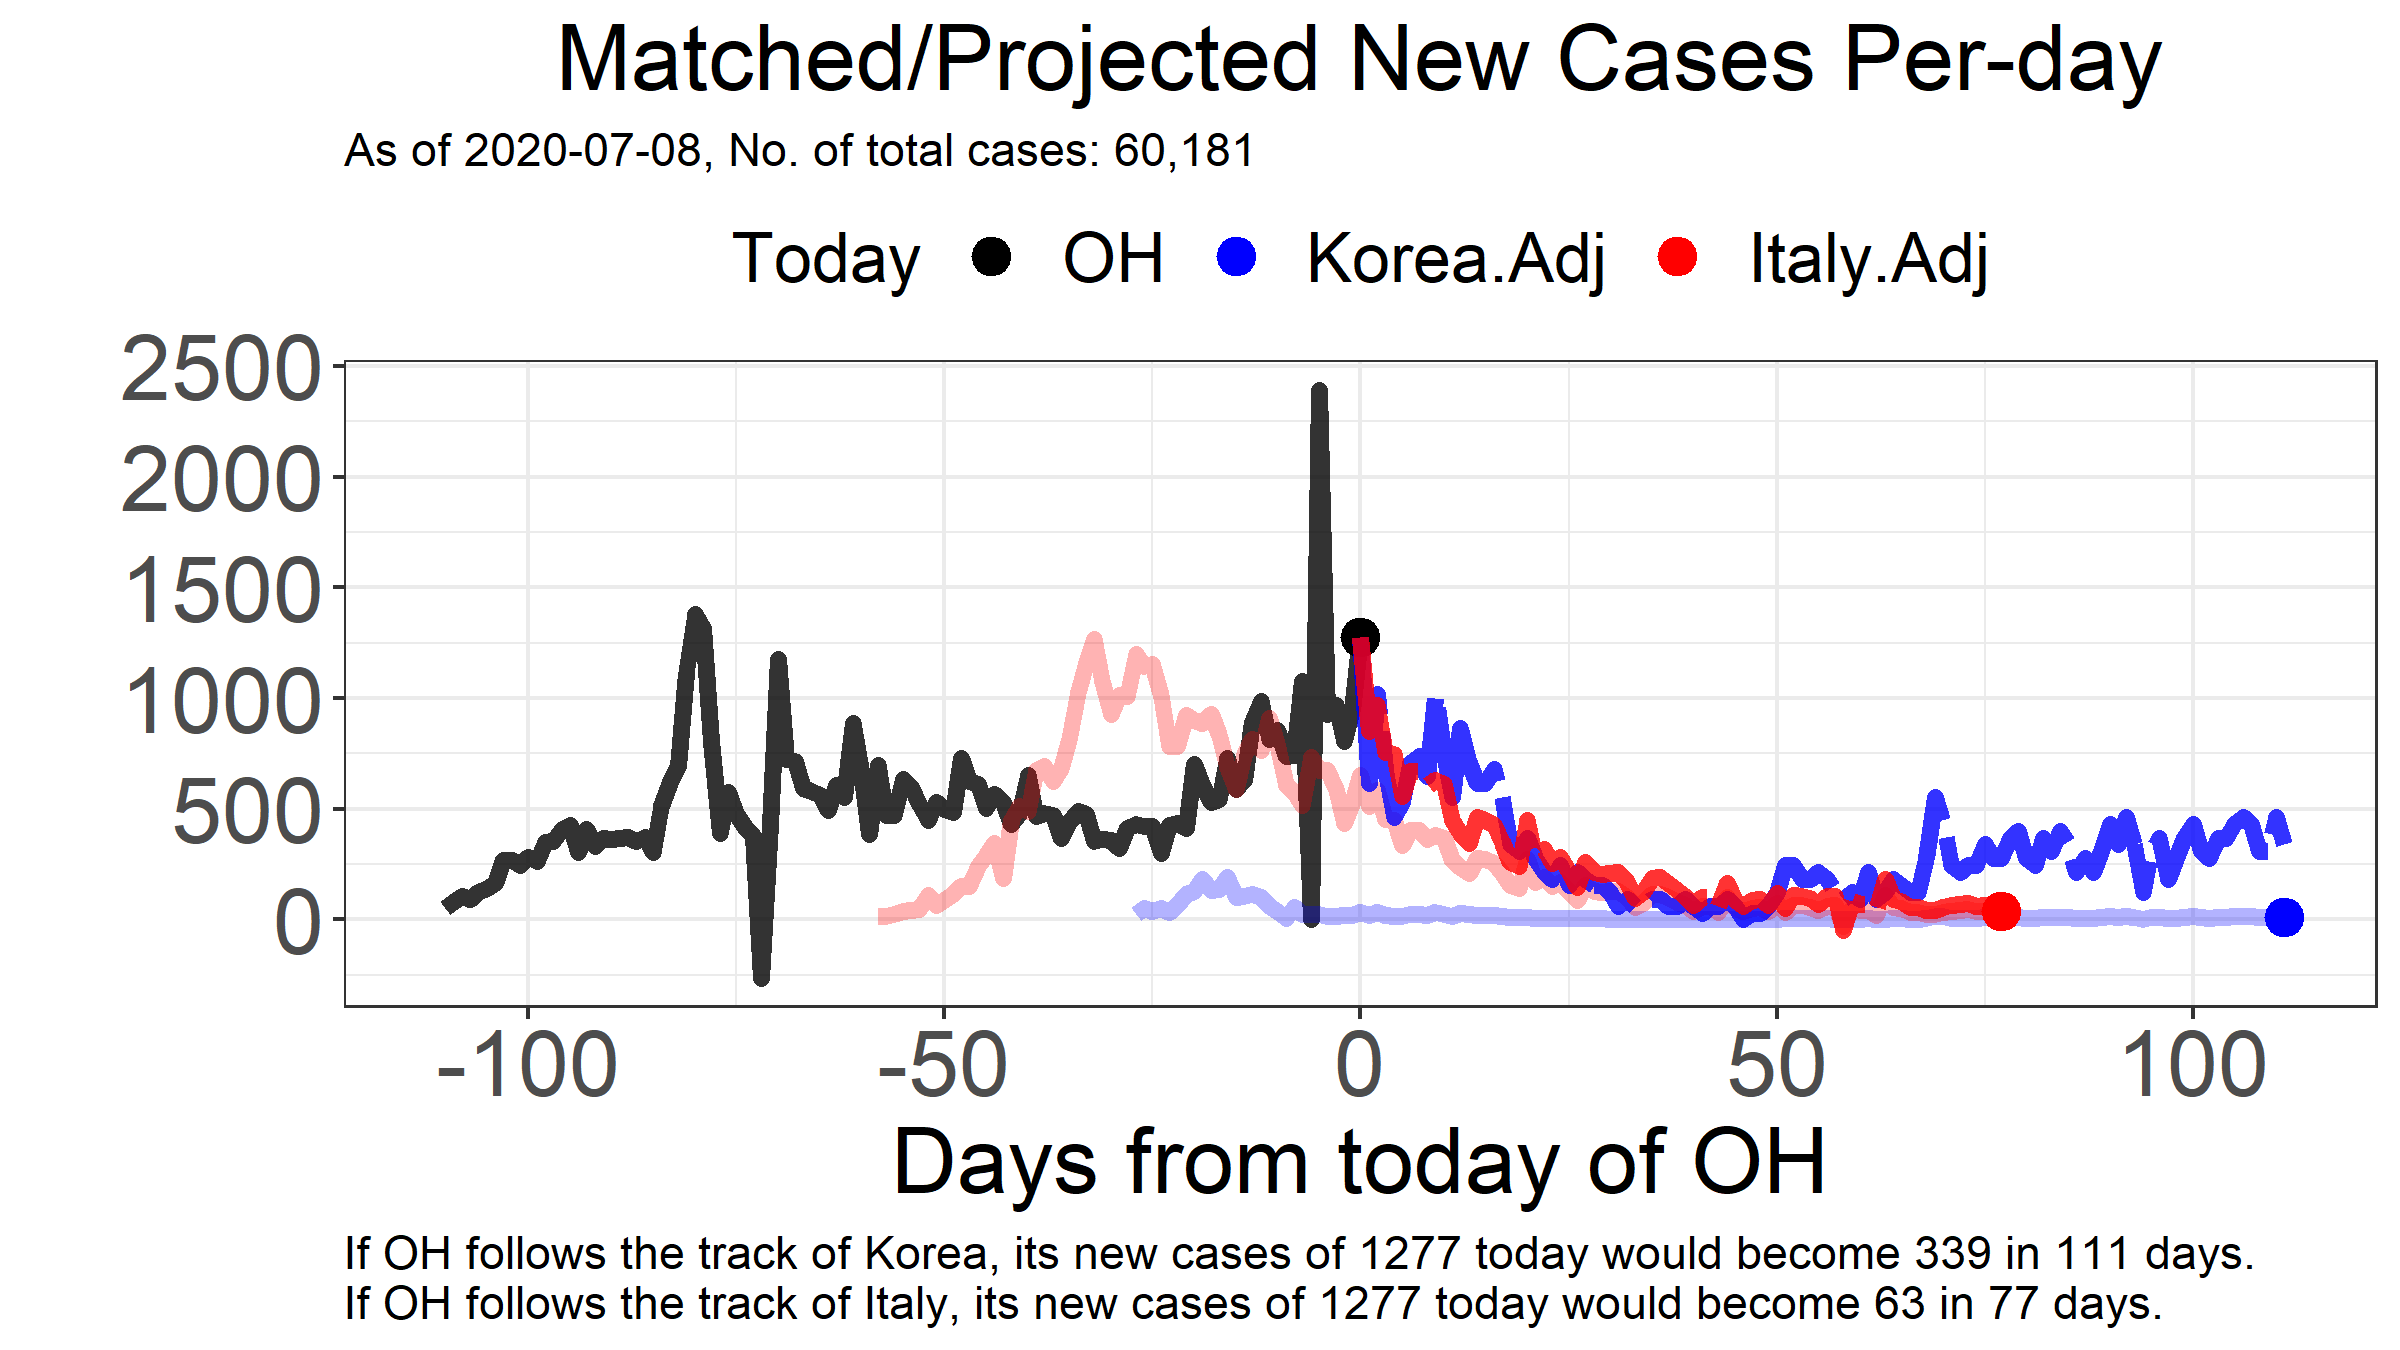 Matched/Projected New Cases Per-day
As of 2020-07-08, No. of total cases: 60,181
Today OH Korea.Adj Italy.Adj
2500
2000
1500
1000
500
0
-100 -50 0 50 100
Days from today of OH
If OH follows the track of Korea, its new cases of 1277 today would become 339 in 111 days.
If OH follows the track of Italy, its new cases of 1277 today would become 63 in 77 days.